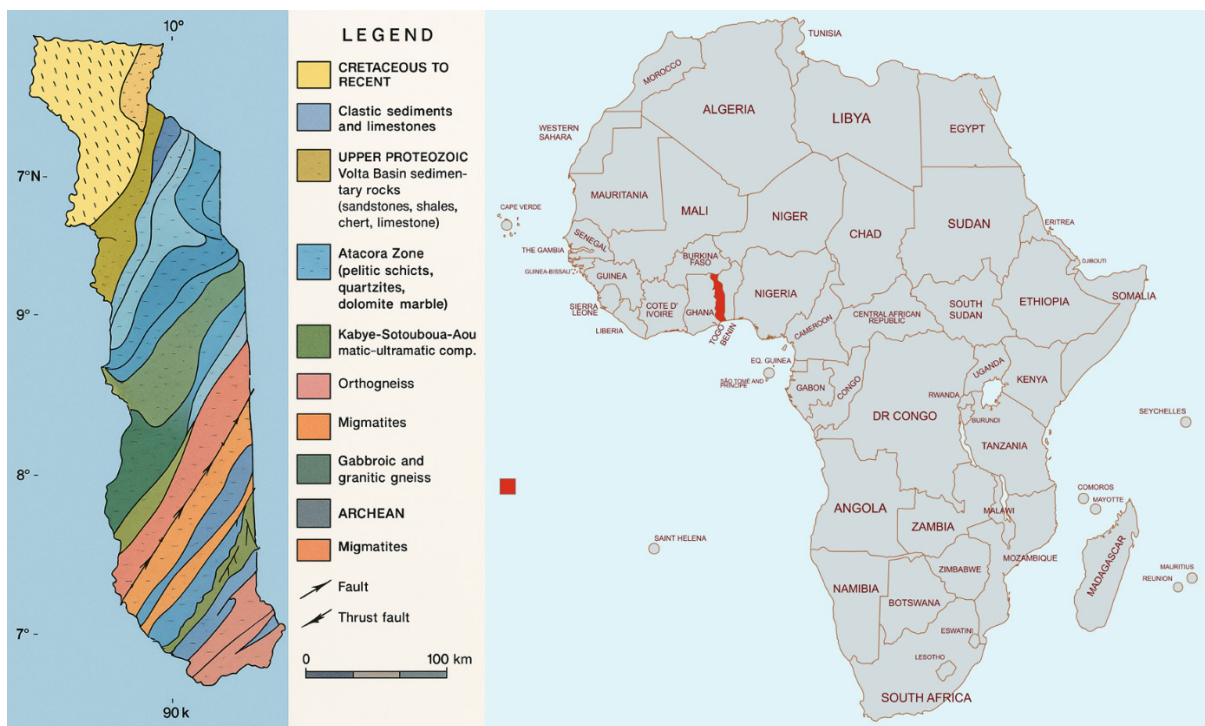 10°
7°N
9°
8°
7°
90 k
LEGEND
CRETACEOUS TO
RECENT
Clastic sediments
and limestones
UPPER PROTEOZOIC
Volta Basin sedimen-
tary rocks
(sandstones, shales,
chert, limestone)
Atacora Zone
(pelitic schicts,
quartzites,
dolomite marble)
Kabye-Sotouboua-Aou
matic-ultramatic comp.
Orthogneiss
Migmatites
Gabbroic and
granitic gneiss
ARCHEAN
Migmatites
Fault
Thrust fault
0 100 km
TUNISIA
MOROCCO
ALGERIA
LIBYA
EGYPT
WESTERN
SAHARA
MAURITANIA
MALI
NIGER
CHAD
SUDAN
ERITREA
CAPE VERDE
SENEGAL
THE GAMBIA
GUINEA-BISSAU
GUINEA
BURKINA
FASO
DJIBOUTI
SIERRA
LEONE
LIBERIA
COTE D'
IVOIRE
GHANA
TOGO
BENIN
NIGERIA
CAMEROON
CENTRAL AFRICAN
REPUBLIC
SOUTH
SUDAN
ETHIOPIA
SOMALIA
EQ. GUINEA
SÃO TOMÉ AND
PRINCIPE
GABON
CONGO
DR CONGO
UGANDA
KENYA
RWANDA
BURUNDI
TANZANIA
SEYCHELLES
COMOROS
MAYOTTE
ANGOLA
ZAMBIA
MALAWI
SAINT HELENA
MOZAMBIQUE
ZIMBABWE
MADAGASCAR
MAURITIUS
REUNION
NAMIBIA
BOTSWANA
ESWATINI
LESOTHO
SOUTH AFRICA